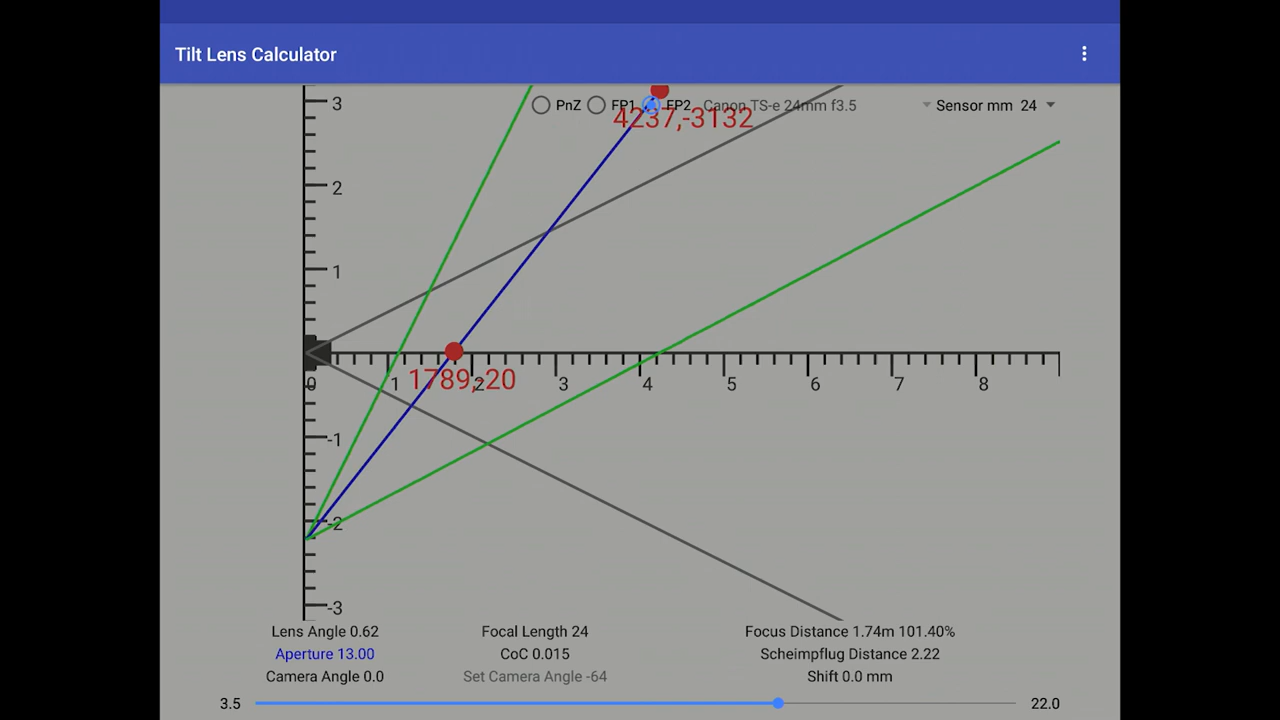 Tilt Lens Calculator
3
PnZ FP1 FP2 Canon TS-e 24mm f3.5 Sensor mm 24
4237,-3132
2
1
0 1 2 3 4 5 6 7 8
1789,-20
-1
-2
-3
Lens Angle 0.62 Focal Length 24 Focus Distance 1.74m 101.40%
Aperture 13.00 CoC 0.015 Scheimpflug Distance 2.22
Camera Angle 0.0 Set Camera Angle -64 Shift 0.0 mm
3.5 22.0